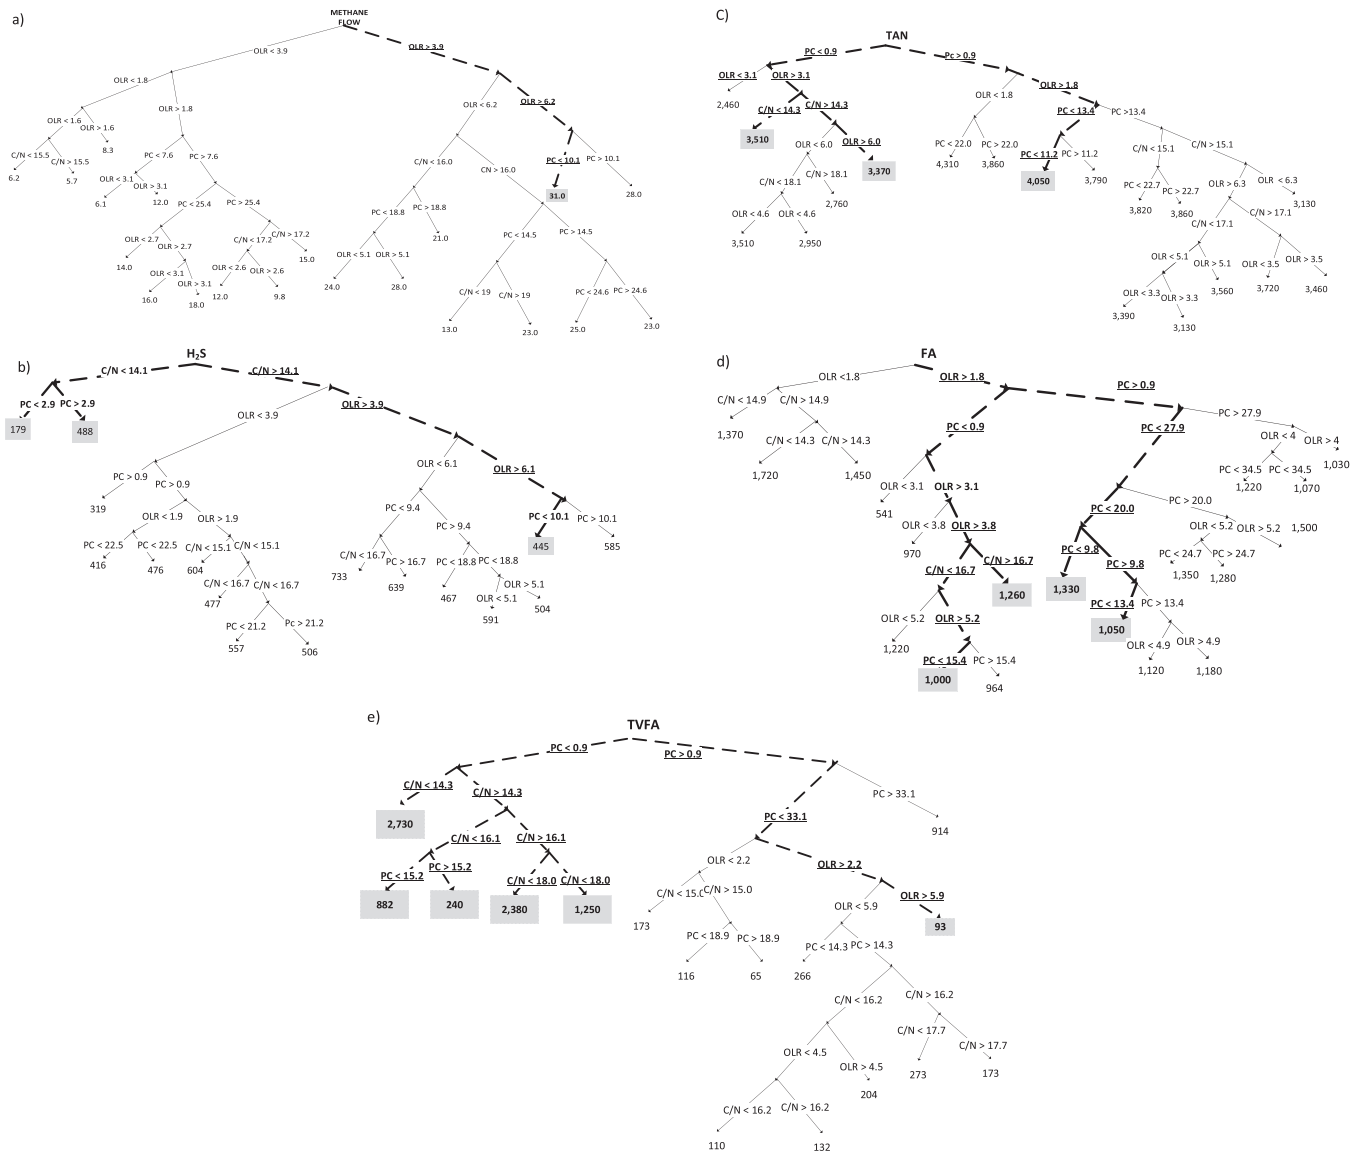 a)
METHANE
FLOW
OLR < 3.9
OLR > 3.9
OLR < 1.8
OLR > 1.8
OLR < 6.2
OLR > 6.2
OLR < 1.6
OLR > 1.6
8.3
C/N < 15.5
C/N > 15.5
6.2
5.7
PC < 7.6
PC > 7.6
OLR < 3.1
OLR > 3.1
6.1
12.0
PC < 25.4
PC > 25.4
OLR < 2.7
OLR > 2.7
14.0
OLR < 3.1
OLR > 3.1
16.0
18.0
C/N < 17.2
C/N > 17.2
15.0
OLR < 2.6
OLR > 2.6
12.0
9.8
C/N < 16.0
CN > 16.0
PC < 10.1
PC > 10.1
31.0
28.0
PC < 18.8
PC > 18.8
21.0
OLR < 5.1
OLR > 5.1
24.0
28.0
PC < 14.5
PC > 14.5
C/N < 19
C/N > 19
13.0
23.0
PC < 24.6
PC > 24.6
25.0
23.0
C)
TAN
PC < 0.9
Pc > 0.9
OLR < 3.1
OLR > 3.1
2,460
C/N < 14.3
C/N > 14.3
3,510
OLR < 6.0
OLR > 6.0
3,370
C/N < 18.1
C/N > 18.1
2,760
OLR < 4.6
OLR > 4.6
3,510
2,950
OLR < 1.8
OLR > 1.8
PC < 22.0
PC > 22.0
4,310
3,860
PC < 13.4
PC >13.4
PC < 11.2
PC > 11.2
4,050
3,790
C/N < 15.1
C/N > 15.1
PC < 22.7
PC > 22.7
3,820
3,860
OLR > 6.3
OLR < 6.3
3,130
C/N < 17.1
C/N > 17.1
OLR < 5.1
OLR > 5.1
3,560
OLR < 3.3
OLR > 3.3
3,390
3,130
OLR < 3.5
OLR > 3.5
3,720
3,460
b)
H₂S
C/N < 14.1
C/N > 14.1
PC < 2.9
PC > 2.9
179
488
OLR < 3.9
OLR > 3.9
PC > 0.9
PC > 0.9
319
OLR < 1.9
OLR > 1.9
PC < 22.5
PC < 22.5
416
476
C/N < 15.1
C/N > 15.1
604
C/N < 16.7
C/N < 16.7
477
PC < 21.2
Pc > 21.2
557
506
OLR < 6.1
OLR > 6.1
PC < 9.4
PC > 9.4
C/N < 16.7
PC > 16.7
733
639
PC < 18.8
PC < 18.8
467
OLR < 5.1
OLR > 5.1
591
504
PC < 10.1
PC > 10.1
445
585
d)
FA
OLR <1.8
OLR > 1.8
C/N < 14.9
C/N > 14.9
1,370
C/N < 14.3
C/N > 14.3
1,720
1,450
PC < 0.9
PC > 0.9
OLR < 3.1
OLR > 3.1
541
OLR < 3.8
OLR > 3.8
970
C/N < 16.7
C/N > 16.7
1,260
OLR < 5.2
OLR > 5.2
1,220
PC < 15.4
PC > 15.4
1,000
964
PC < 27.9
PC > 27.9
PC < 20.0
PC > 20.0
PC < 9.8
PC > 9.8
1,330
PC < 13.4
PC > 13.4
1,050
OLR < 4.9
OLR > 4.9
1,120
1,180
OLR < 5.2
OLR > 5.2
1,500
PC < 24.7
PC > 24.7
1,350
1,280
OLR < 4
OLR > 4
1,030
PC < 34.5
PC < 34.5
1,220
1,070
e)
TVFA
PC < 0.9
PC > 0.9
C/N < 14.3
C/N > 14.3
2,730
C/N < 16.1
C/N > 16.1
PC < 15.2
PC > 15.2
882
240
C/N < 18.0
C/N < 18.0
2,380
1,250
PC < 33.1
PC > 33.1
914
OLR < 2.2
OLR > 2.2
C/N < 15.0
C/N > 15.0
173
PC < 18.9
PC > 18.9
116
65
OLR < 5.9
OLR > 5.9
93
PC < 14.3
PC > 14.3
266
C/N < 16.2
C/N > 16.2
C/N < 17.7
C/N > 17.7
273
173
OLR < 4.5
OLR > 4.5
204
C/N < 16.2
C/N > 16.2
110
132